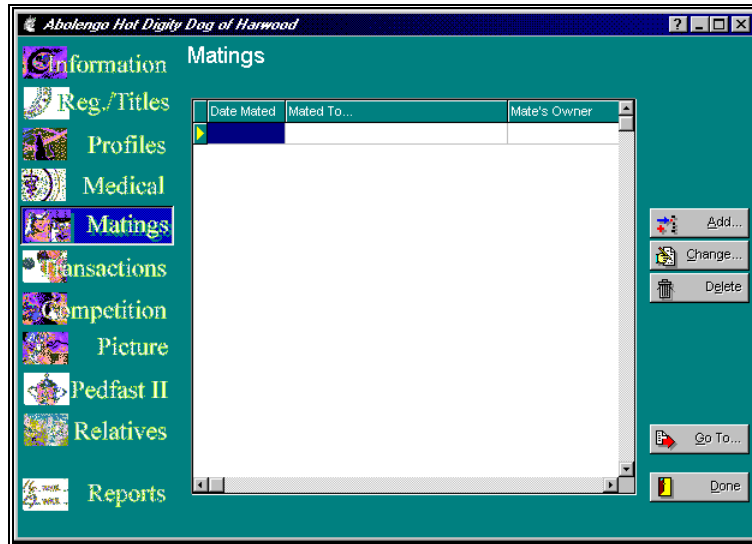 Abolengo Hot Digity Dog of Harwood
Information
Reg./Titles
Profiles
Medical
Matings
Transactions
Competition
Picture
Pedfast II
Relatives
Reports
Matings
Date Mated Mated To... Mate's Owner
Add...
Change...
Delete
Go To...
Done